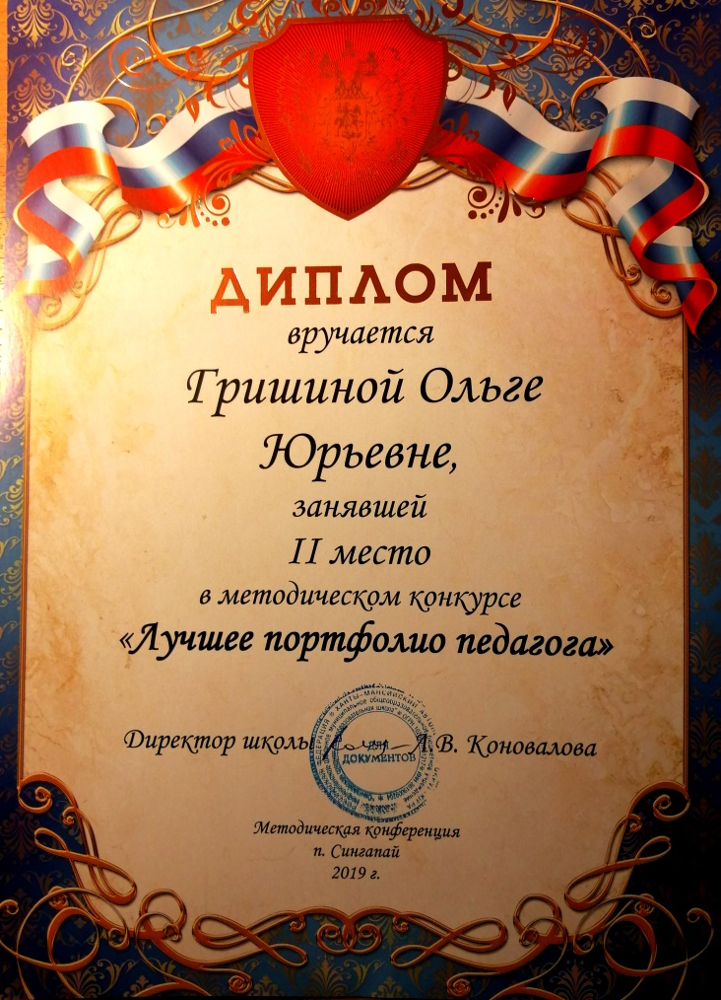 ДИПЛОМ
вручается
Гришиной Ольге
Юрьевне,
занявшей
II место
в методическом конкурсе
«Лучшее портфолио педагога»
Директор школы А.В. Коновалова
ДОКУМЕНТОВ
Методическая конференция
п. Сингапай
2019 г.